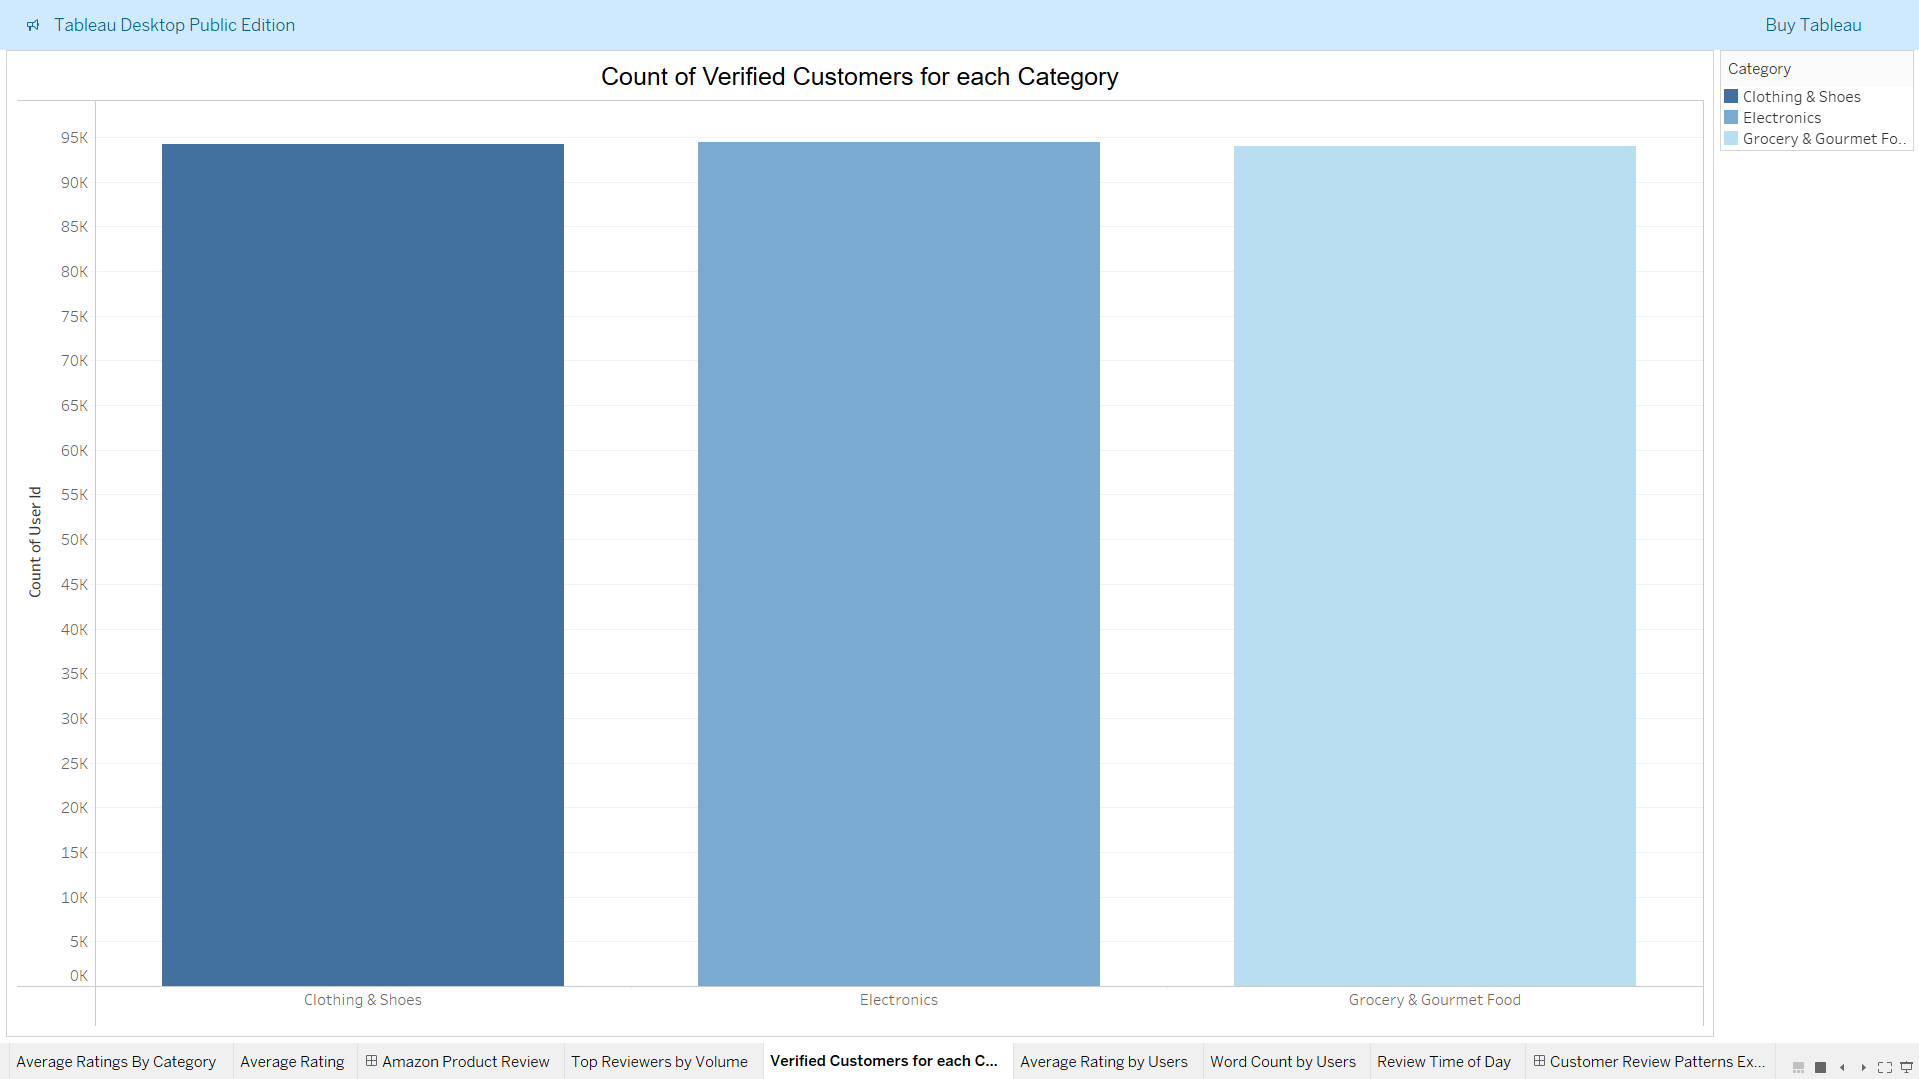 Tableau Desktop Public Edition
Buy Tableau
Count of Verified Customers for each Category
Category
Clothing & Shoes
Electronics
Grocery & Gourmet Fo..
Count of User Id
95K
90K
85K
80K
75K
70K
65K
60K
55K
50K
45K
40K
35K
30K
25K
20K
15K
10K
5K
0K
Clothing & Shoes
Electronics
Grocery & Gourmet Food
Average Ratings By Category
Average Rating
Amazon Product Review
Top Reviewers by Volume
Verified Customers for each C...
Average Rating by Users
Word Count by Users
Review Time of Day
Customer Review Patterns Ex...